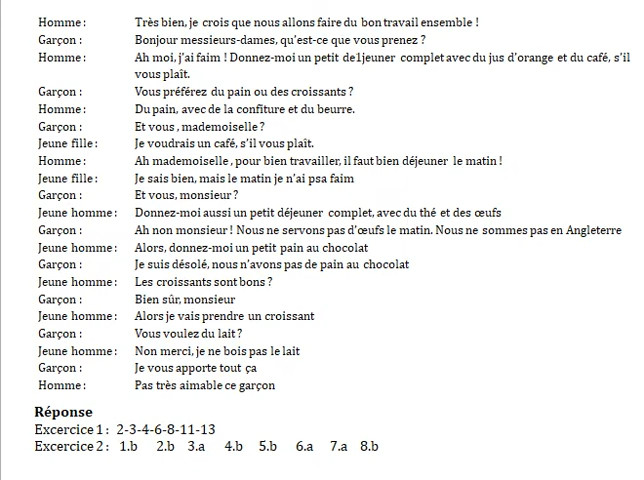 Homme : Très bien, je crois que nous allons faire du bon travail ensemble !
Garçon : Bonjour messieurs-dames, qu'est-ce que vous prenez ?
Homme : Ah moi, j'ai faim ! Donnez-moi un petit de1jeuner complet avec du jus d'orange et du café, s'il
vous plaît.
Garçon : Vous préférez du pain ou des croissants ?
Homme : Du pain, avec de la confiture et du beurre.
Garçon : Et vous , mademoiselle ?
Jeune fille : Je voudrais un café, s'il vous plaît.
Homme : Ah mademoiselle , pour bien travailler, il faut bien déjeuner le matin !
Jeune fille : Je sais bien, mais le matin je n'ai psa faim
Garçon : Et vous, monsieur ?
Jeune homme : Donnez-moi aussi un petit déjeuner complet, avec du thé et des œufs
Garçon : Ah non monsieur ! Nous ne servons pas d'œufs le matin. Nous ne sommes pas en Angleterre
Jeune homme : Alors, donnez-moi un petit pain au chocolat
Garçon : Je suis désolé, nous n'avons pas de pain au chocolat
Jeune homme : Les croissants sont bons ?
Garçon : Bien sûr, monsieur
Jeune homme : Alors je vais prendre un croissant
Garçon : Vous voulez du lait ?
Jeune homme : Non merci, je ne bois pas le lait
Garçon : Je vous apporte tout ça
Homme : Pas très aimable ce garçon
Réponse
Excercice 1 : 2-3-4-6-8-11-13
Excercice 2 : 1.b 2.b 3.a 4.b 5.b 6.a 7.a 8.b